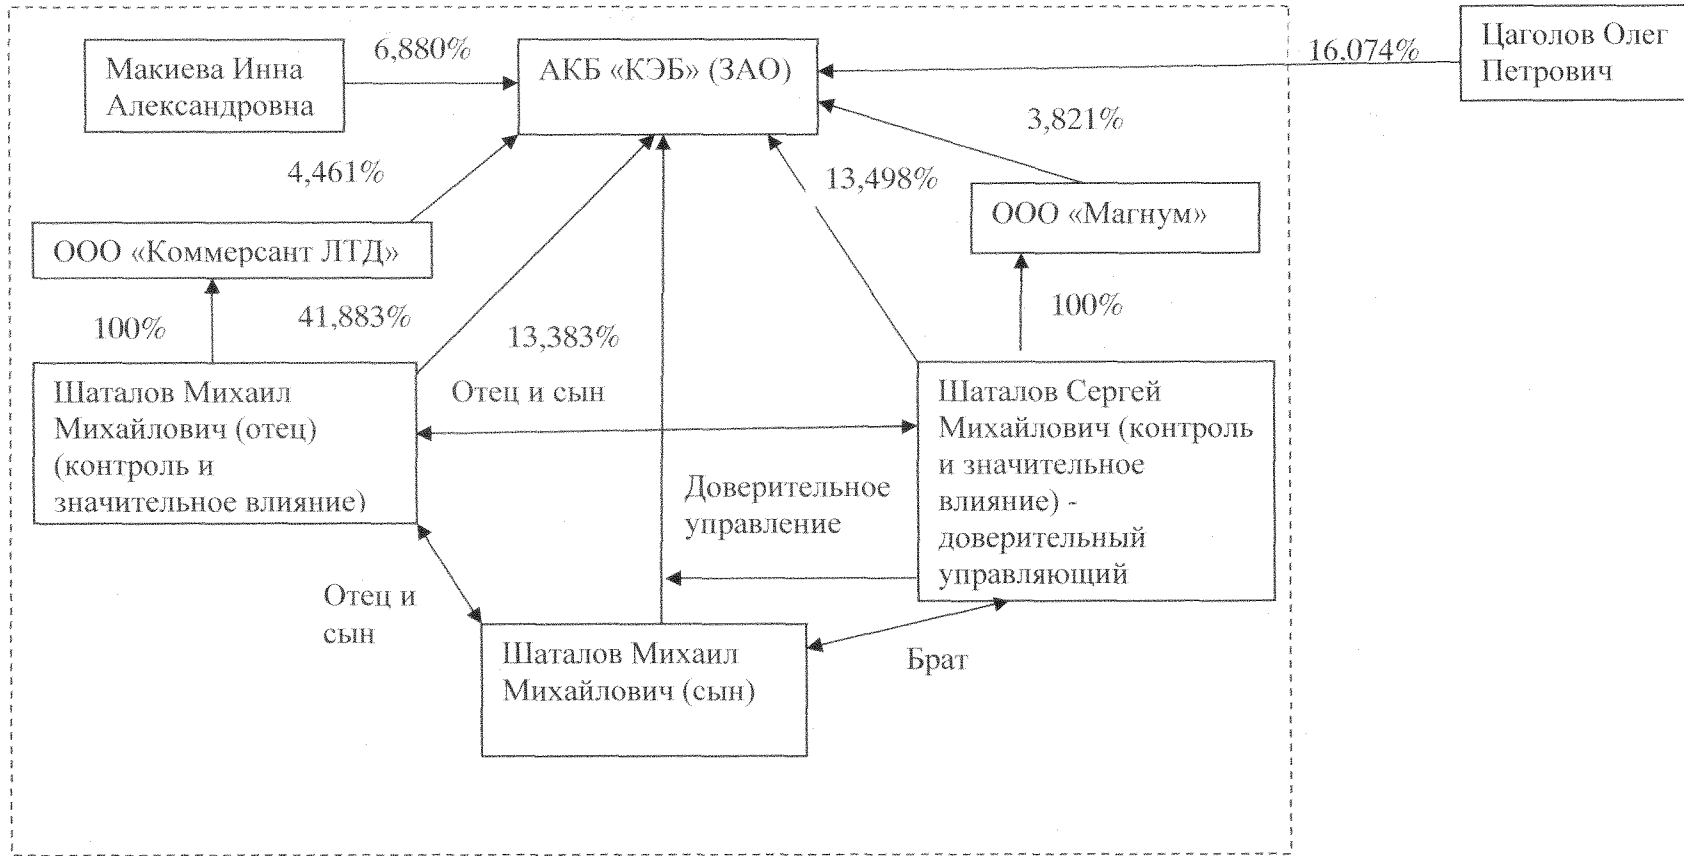 6,880%
16,074%
Цаголов Олег
Петрович
Макиева Инна
Александровна
АКБ «КЭБ» (ЗАО)
3,821%
4,461%
13,498%
ООО «Магнум»
ООО «Коммерсант ЛТД»
100%
41,883%
13,383%
100%
Шаталов Михаил
Михайлович (отец)
(контроль и
значительное влияние)
Отец и сын
Шаталов Сергей
Михайлович (контроль
и значительное
влияние) -
доверительный
управляющий
Доверительное
управление
Отец и
сын
Шаталов Михаил
Михайлович (сын)
Брат